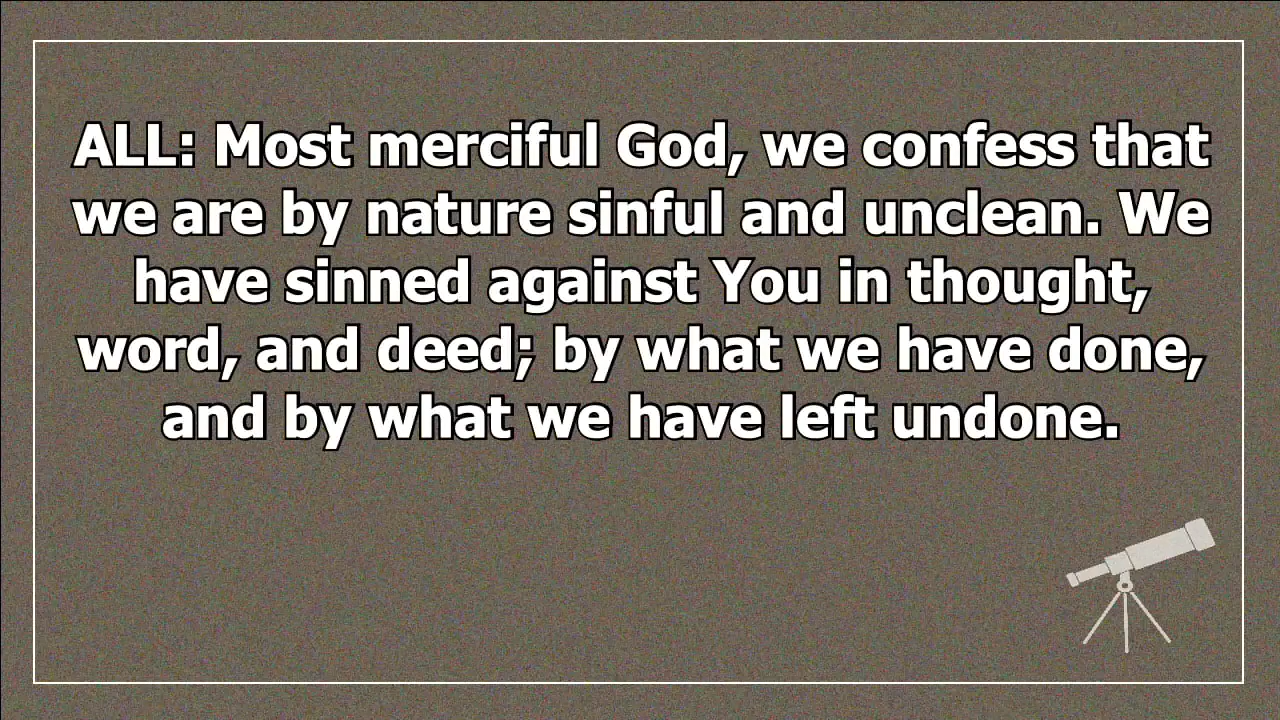 ALL: Most merciful God, we confess that
we are by nature sinful and unclean. We
have sinned against You in thought,
word, and deed; by what we have done,
and by what we have left undone.